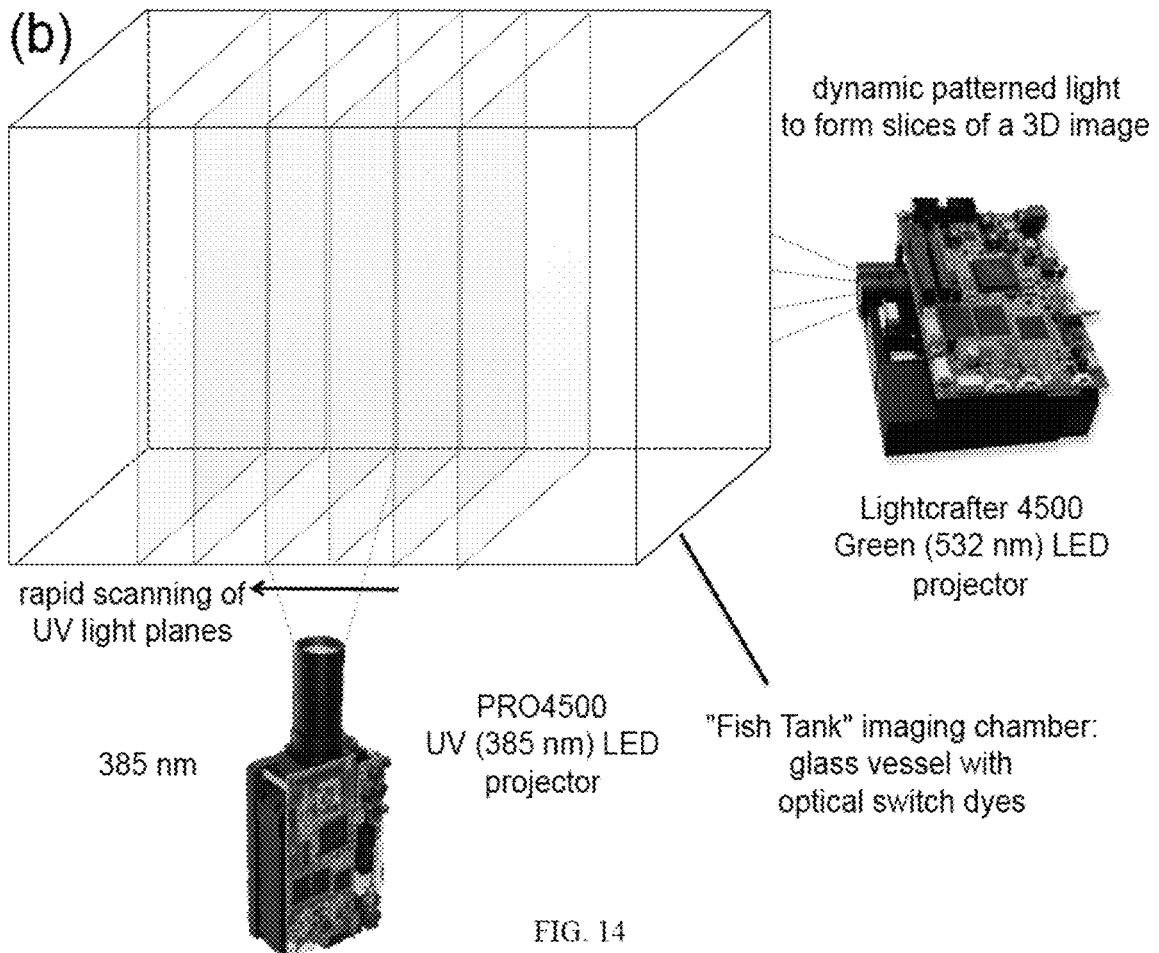 (b)
dynamic patterned light
to form slices of a 3D image
Lightcrafter 4500
Green (532 nm) LED
projector
rapid scanning of
UV light planes
385 nm
PRO4500
UV (385 nm) LED
projector
"Fish Tank" imaging chamber:
glass vessel with
optical switch dyes
FIG. 14